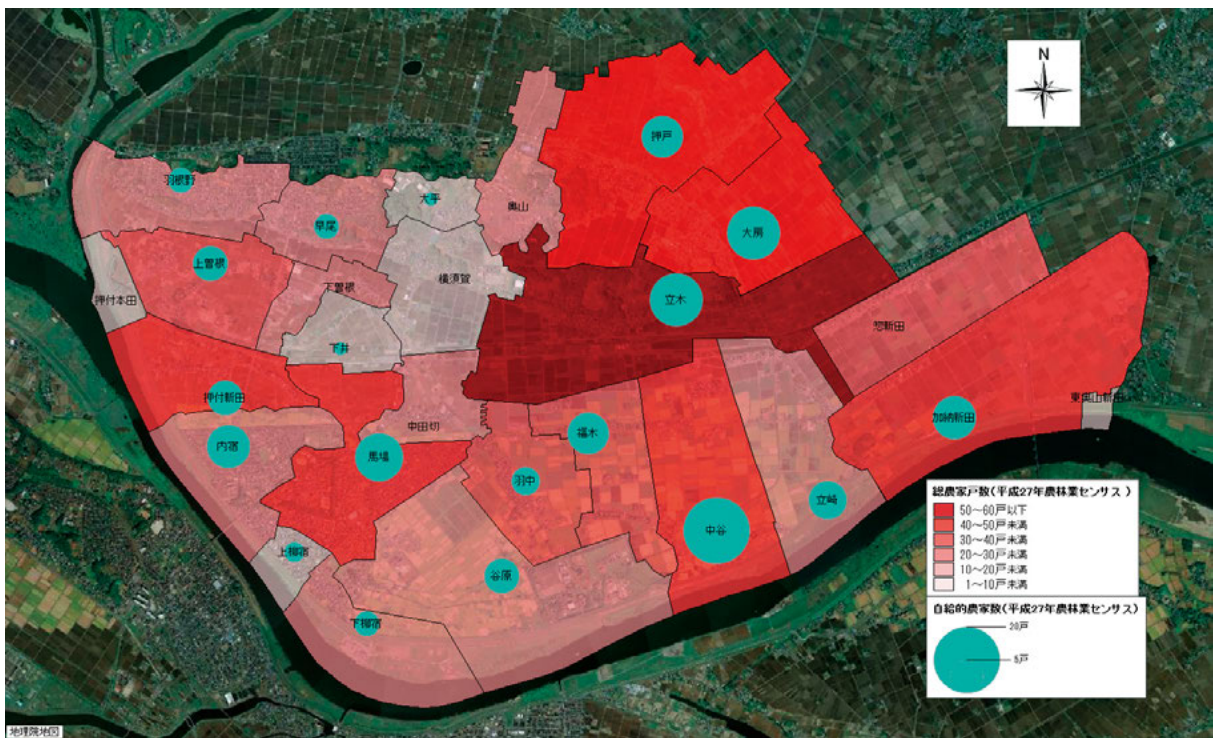 N
押戸
羽根野
大平
奥山
早尾
大房
上曽根
横須賀
下曽根
押付本田
立木
惣新田
下井
押付新田
東奥山新田
中田切
加納新田
福木
内宿
馬場
羽中
立崎
中谷
上柳宿
谷原
下柳宿
総農家戸数(平成27年農林業センサス)
50~60戸以下
40~50戸未満
30~40戸未満
20~30戸未満
10~20戸未満
1~10戸未満
自給的農家数(平成27年農林業センサス)
20戸
5戸
地理院地図